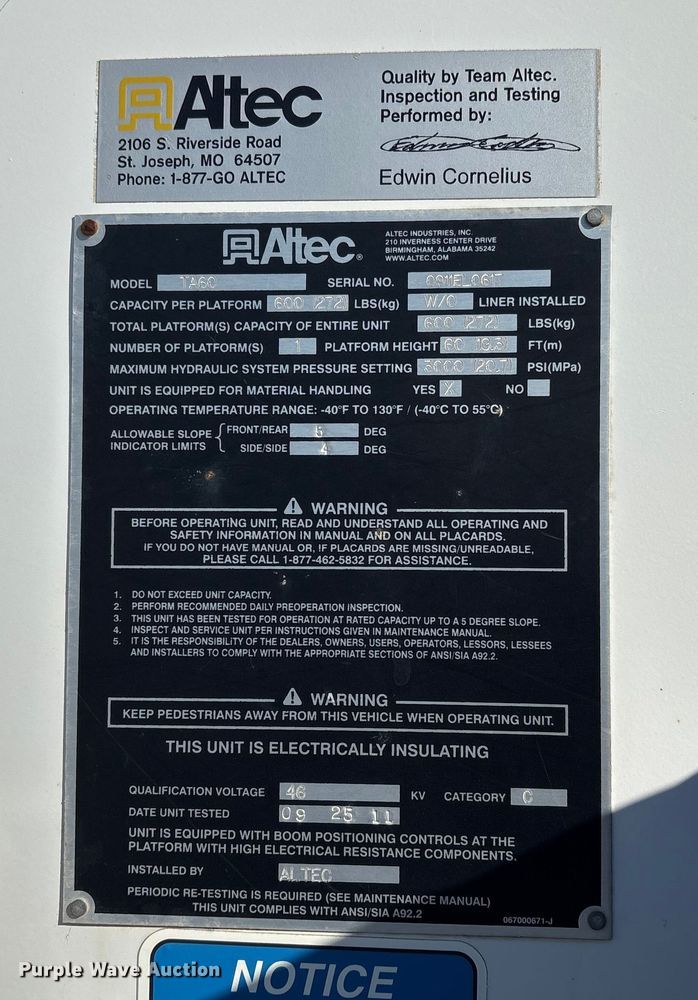 Altec
2106 S. Riverside Road
St. Joseph, MO 64507
Phone: 1-877-GO ALTEC
Quality by Team Altec.
Inspection and Testing
Performed by:
Edwin Cornelius
Altec®
ALTEC INDUSTRIES, INC.
210 INVERNESS CENTER DRIVE
BIRMINGHAM, ALABAMA 35242
WWW.ALTEC.COM
MODEL TA60 SERIAL NO.
CAPACITY PER PLATFORM 600 (272) LBS(kg) W/O LINER INSTALLED
TOTAL PLATFORM(S) CAPACITY OF ENTIRE UNIT 600 (272) LBS(kg)
NUMBER OF PLATFORM(S) 1 PLATFORM HEIGHT 60 FT(m)
MAXIMUM HYDRAULIC SYSTEM PRESSURE SETTING 3000 (20.7) PSI(MPa)
UNIT IS EQUIPPED FOR MATERIAL HANDLING YES X NO
OPERATING TEMPERATURE RANGE: -40°F TO 130°F / (-40°C TO 55°C)
ALLOWABLE SLOPE INDICATOR LIMITS
FRONT/REAR 5 DEG
SIDE/SIDE 4 DEG
WARNING
BEFORE OPERATING UNIT, READ AND UNDERSTAND ALL OPERATING AND
SAFETY INFORMATION IN MANUAL AND ON ALL PLACARDS.
IF YOU DO NOT HAVE MANUAL OR, IF PLACARDS ARE MISSING/UNREADABLE,
PLEASE CALL 1-877-462-5832 FOR ASSISTANCE.
1. DO NOT EXCEED UNIT CAPACITY.
2. PERFORM RECOMMENDED DAILY PREOPERATION INSPECTION.
3. THIS UNIT HAS BEEN TESTED FOR OPERATION AT RATED CAPACITY UP TO A 5 DEGREE SLOPE.
4. INSPECT AND SERVICE UNIT PER INSTRUCTIONS GIVEN IN MAINTENANCE MANUAL.
5. IT IS THE RESPONSIBILITY OF THE DEALERS, OWNERS, USERS, OPERATORS, LESSORS, LESSEES
AND INSTALLERS TO COMPLY WITH THE APPROPRIATE SECTIONS OF ANSI/SIA A92.2.
WARNING
KEEP PEDESTRIANS AWAY FROM THIS VEHICLE WHEN OPERATING UNIT.
THIS UNIT IS ELECTRICALLY INSULATING
QUALIFICATION VOLTAGE 46 KV CATEGORY C
DATE UNIT TESTED 09 25 11
UNIT IS EQUIPPED WITH BOOM POSITIONING CONTROLS AT THE
PLATFORM WITH HIGH ELECTRICAL RESISTANCE COMPONENTS.
INSTALLED BY ALTEC
PERIODIC RE-TESTING IS REQUIRED (SEE MAINTENANCE MANUAL)
THIS UNIT COMPLIES WITH ANSI/SIA A92.2
067000671-J
NOTICE
Purple Wave Auction